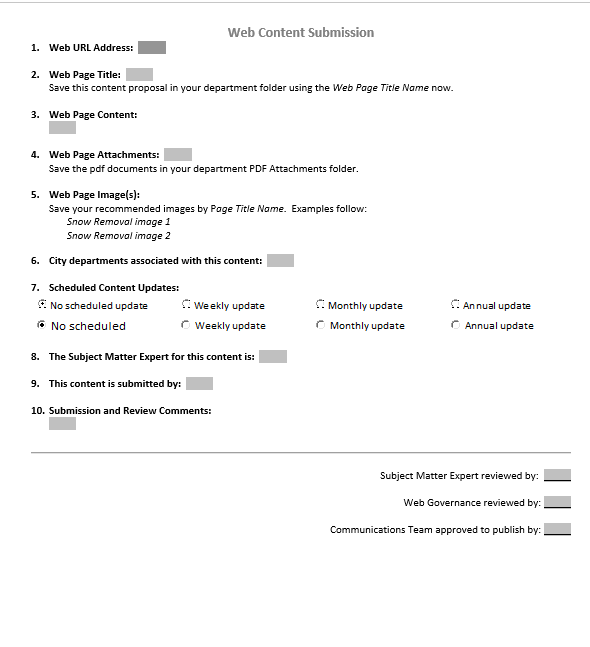 Web Content Submission
1. Web URL Address:
2. Web Page Title:
Save this content proposal in your department folder using the Web Page Title Name now.
3. Web Page Content:
4. Web Page Attachments:
Save the pdf documents in your department PDF Attachments folder.
5. Web Page Image(s):
Save your recommended images by Page Title Name. Examples follow:
Snow Removal image 1
Snow Removal image 2
6. City departments associated with this content:
7. Scheduled Content Updates:
No scheduled update Weekly update Monthly update Annual update
No scheduled Weekly update Monthly update Annual update
8. The Subject Matter Expert for this content is:
9. This content is submitted by:
10. Submission and Review Comments:
Subject Matter Expert reviewed by:
Web Governance reviewed by:
Communications Team approved to publish by: